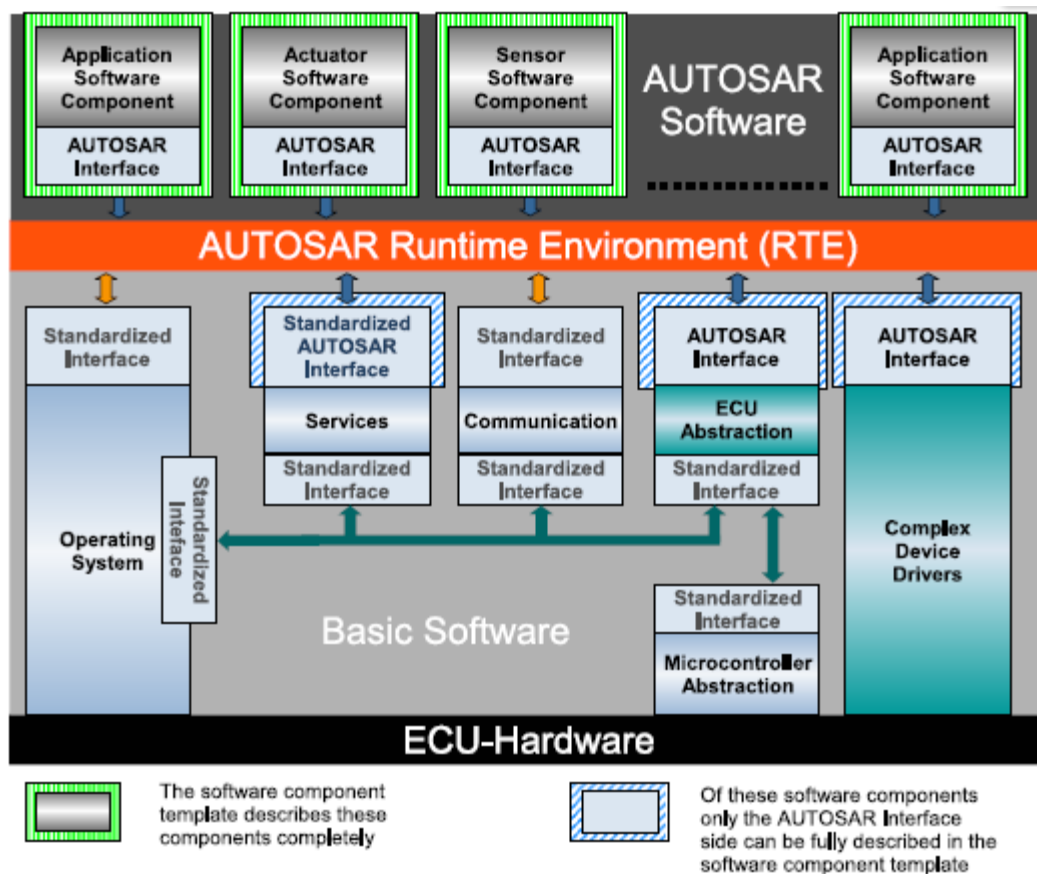 Application
Software
Component
AUTOSAR
Interface
Actuator
Software
Component
AUTOSAR
Interface
Sensor
Software
Component
AUTOSAR
Interface
AUTOSAR
Software
Application
Software
Component
AUTOSAR
Interface
AUTOSAR Runtime Environment (RTE)
Standardized
Interface
Operating
System
Standardized
Inteface
Standardized
AUTOSAR
Interface
Services
Standardized
Interface
Standardized
Interface
Communication
Standardized
Interface
AUTOSAR
Interface
ECU
Abstraction
Standardized
Interface
Standardized
Interface
Microcontroller
Abstraction
AUTOSAR
Interface
Complex
Device
Drivers
Basic Software
ECU-Hardware
The software component
template describes these
components completely
Of these software components
only the AUTOSAR Interface
side can be fully described in the
software component template